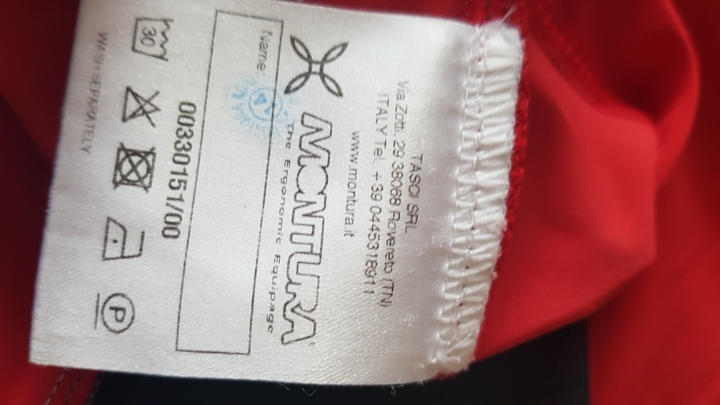 TASCI SRL
Via Zotti, 29 38068 Rovereto (TN)
ITALY Tel. +39 0445318911
www.montura.it
MONTURA
The Ergonomic Equipage
Name:
00330151/00
30
P
WASH SEPARATELY